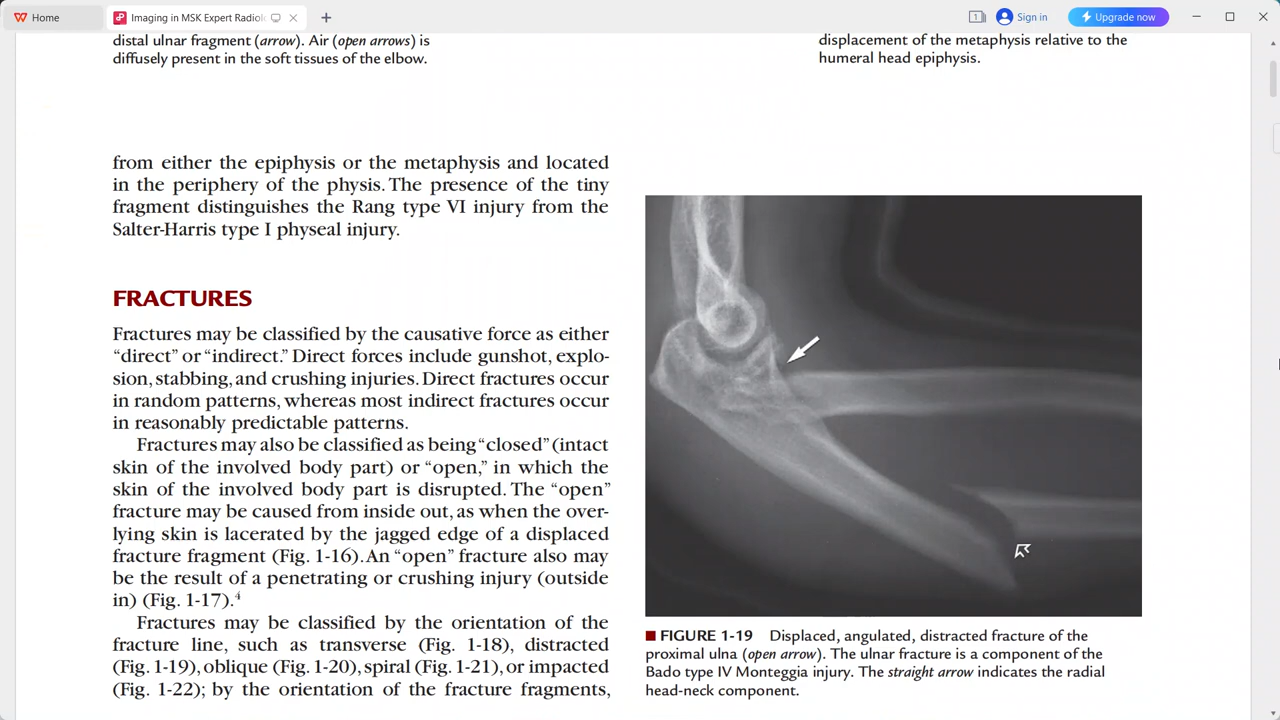 Home
Imaging in MSK Expert Radiol
1
Sign in
Upgrade now
distal ulnar fragment (arrow). Air (open arrows) is
diffusely present in the soft tissues of the elbow.
displacement of the metaphysis relative to the
humeral head epiphysis.
from either the epiphysis or the metaphysis and located
in the periphery of the physis. The presence of the tiny
fragment distinguishes the Rang type VI injury from the
Salter-Harris type I physeal injury.
FRACTURES
Fractures may be classified by the causative force as either
“direct” or “indirect.” Direct forces include gunshot, explo-
sion, stabbing, and crushing injuries. Direct fractures occur
in random patterns, whereas most indirect fractures occur
in reasonably predictable patterns.
Fractures may also be classified as being “closed” (intact
skin of the involved body part) or “open,” in which the
skin of the involved body part is disrupted. The “open”
fracture may be caused from inside out, as when the over-
lying skin is lacerated by the jagged edge of a displaced
fracture fragment (Fig. 1-16). An “open” fracture also may
be the result of a penetrating or crushing injury (outside
in) (Fig. 1-17).⁴
Fractures may be classified by the orientation of the
fracture line, such as transverse (Fig. 1-18), distracted
(Fig. 1-19), oblique (Fig. 1-20), spiral (Fig. 1-21), or impacted
(Fig. 1-22); by the orientation of the fracture fragments,
■ FIGURE 1-19 Displaced, angulated, distracted fracture of the
proximal ulna (open arrow). The ulnar fracture is a component of the
Bado type IV Monteggia injury. The straight arrow indicates the radial
head-neck component.